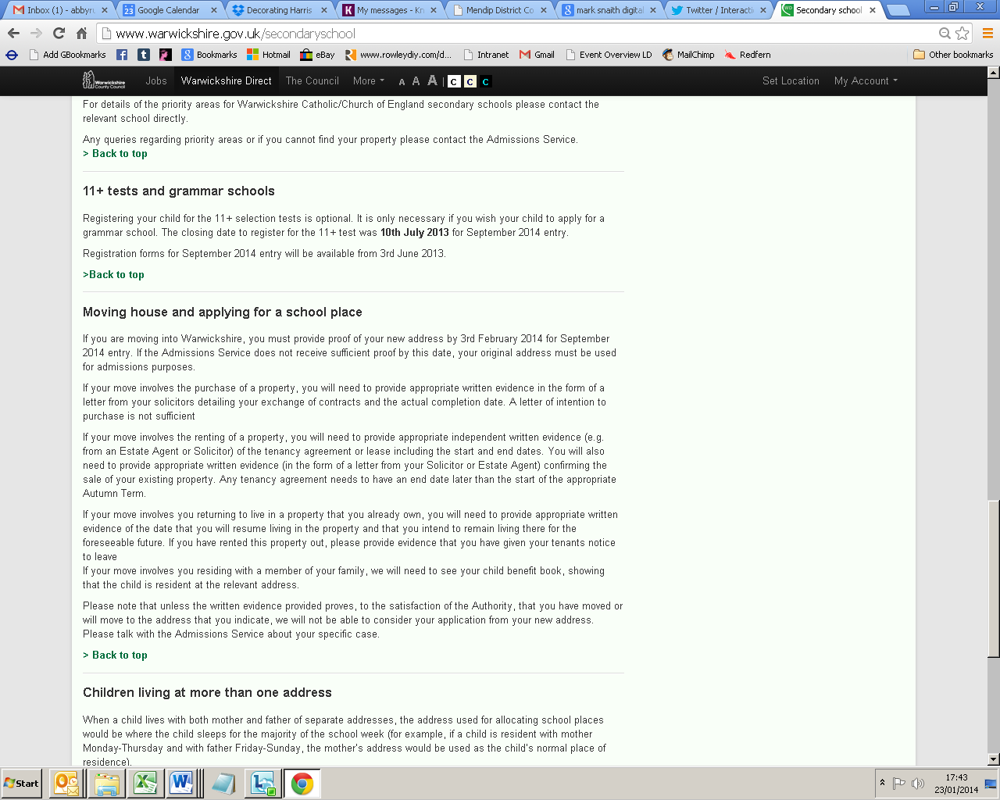 Inbox (1) - abbyru
23 Google Calendar
Decorating Harris
K My messages - Kn
Mendip District Co
8 mark snaith digital
Twitter / Interacti
WD Secondary school
www.warwickshire.gov.uk/secondaryschool
Add GBookmarks
Bookmarks
Hotmail
eBay
www.rowleydiy.com/d...
Intranet
Gmail
Event Overview LD
MailChimp
Redfern
Other bookmarks
Warwickshire County Council
Jobs
Warwickshire Direct
The Council
More
A A A | C C C
Set Location
My Account
For details of the priority areas for Warwickshire Catholic/Church of England secondary schools please contact the
relevant school directly.
Any queries regarding priority areas or if you cannot find your property please contact the Admissions Service.
> Back to top
11+ tests and grammar schools
Registering your child for the 11+ selection tests is optional. It is only necessary if you wish your child to apply for a
grammar school. The closing date to register for the 11+ test was 10th July 2013 for September 2014 entry.
Registration forms for September 2014 entry will be available from 3rd June 2013.
>Back to top
Moving house and applying for a school place
If you are moving into Warwickshire, you must provide proof of your new address by 3rd February 2014 for September
2014 entry. If the Admissions Service does not receive sufficient proof by this date, your original address must be used
for admissions purposes.
If your move involves the purchase of a property, you will need to provide appropriate written evidence in the form of a
letter from your solicitors detailing your exchange of contracts and the actual completion date. A letter of intention to
purchase is not sufficient
If your move involves the renting of a property, you will need to provide appropriate independent written evidence (e.g.
from an Estate Agent or Solicitor) of the tenancy agreement or lease including the start and end dates. You will also
need to provide appropriate written evidence (in the form of a letter from your Solicitor or Estate Agent) confirming the
sale of your existing property. Any tenancy agreement needs to have an end date later than the start of the appropriate
Autumn Term.
If your move involves you returning to live in a property that you already own, you will need to provide appropriate written
evidence of the date that you will resume living in the property and that you intend to remain living there for the
foreseeable future. If you have rented this property out, please provide evidence that you have given your tenants notice
to leave
If your move involves you residing with a member of your family, we will need to see your child benefit book, showing
that the child is resident at the relevant address.
Please note that unless the written evidence provided proves, to the satisfaction of the Authority, that you have moved or
will move to the address that you indicate, we will not be able to consider your application from your new address.
Please talk with the Admissions Service about your specific case.
> Back to top
Children living at more than one address
When a child lives with both mother and father of separate addresses, the address used for allocating school places
would be where the child sleeps for the majority of the school week (for example, if a child is resident with mother
Monday-Thursday and with father Friday-Sunday, the mother's address would be used as the child's normal place of
residence).
Start
17:43
23/01/2014